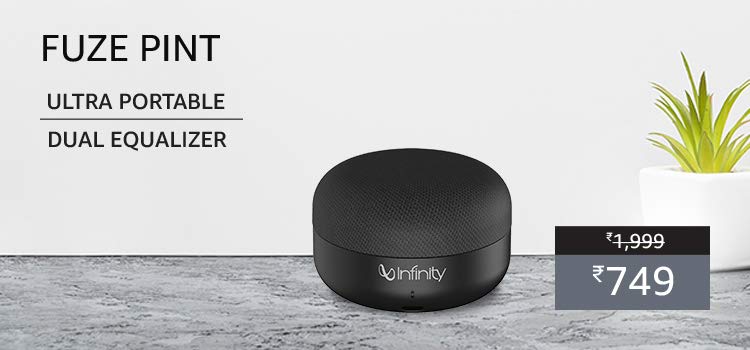 FUZE PINT
ULTRA PORTABLE
DUAL EQUALIZER
Infinity
₹1,999
₹749